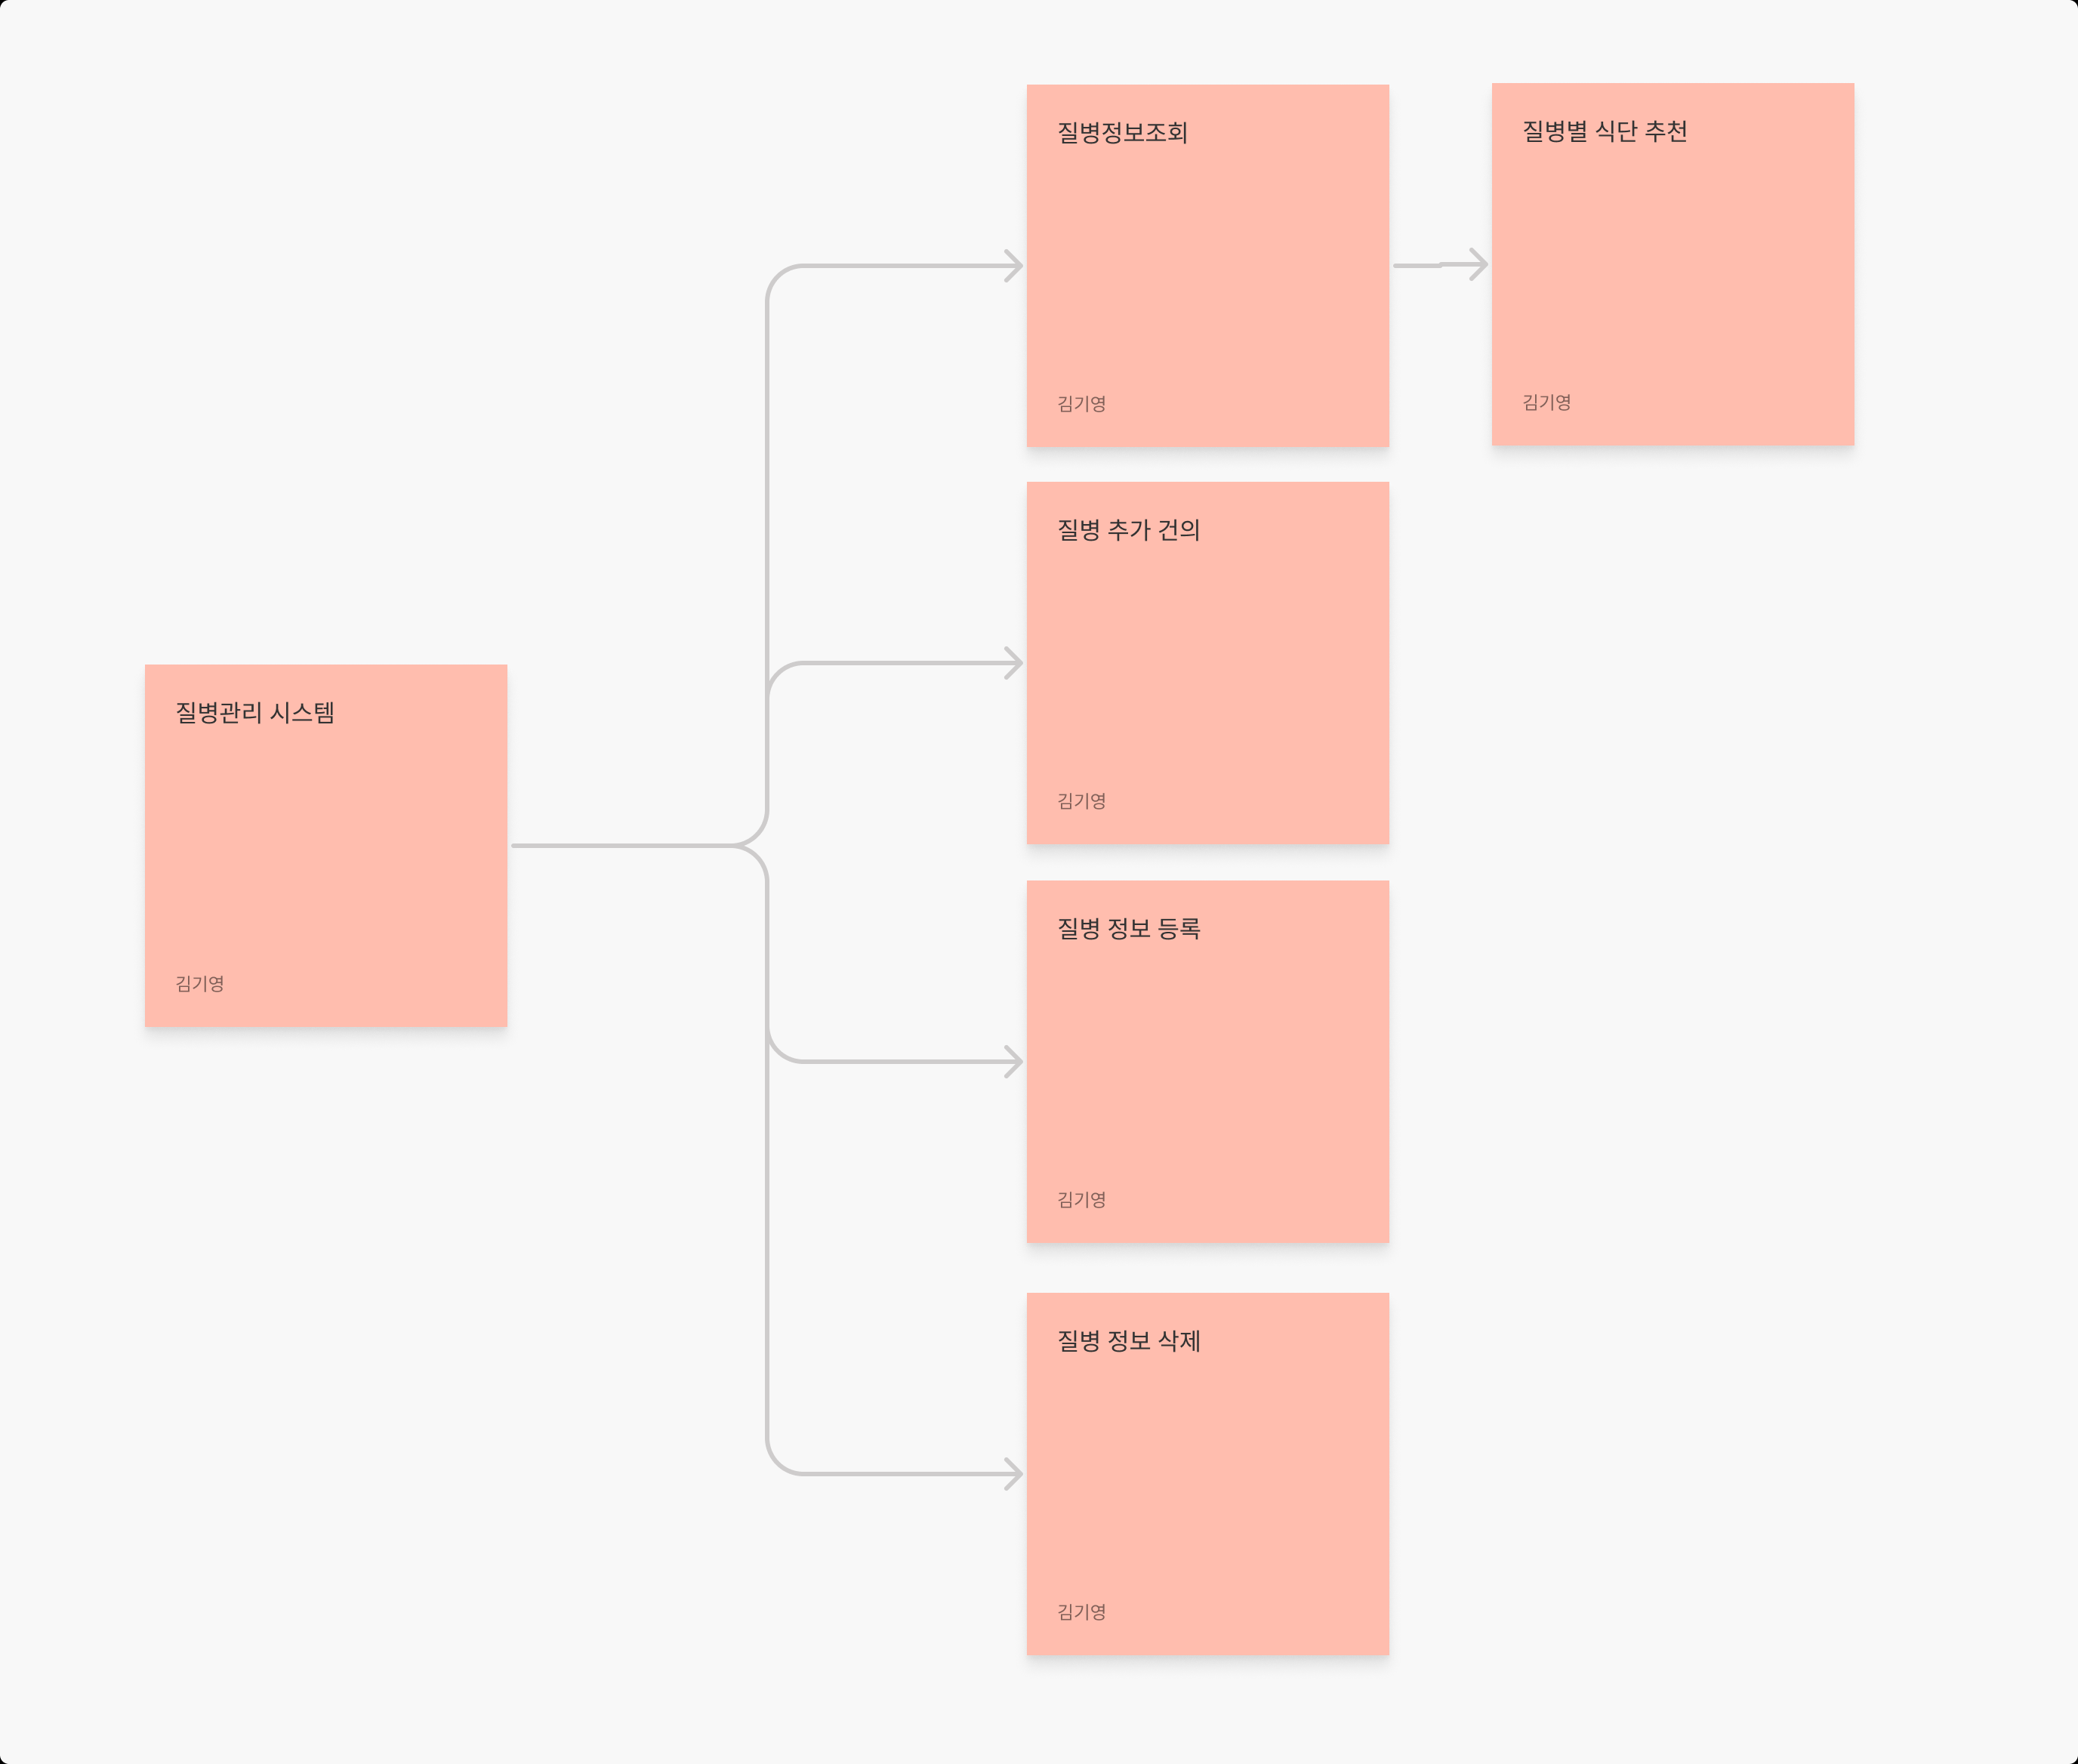 질병정보조회
김기영
질병별 식단 추천
김기영
질병 추가 건의
김기영
질병관리 시스템
김기영
질병 정보 등록
김기영
질병 정보 삭제
김기영